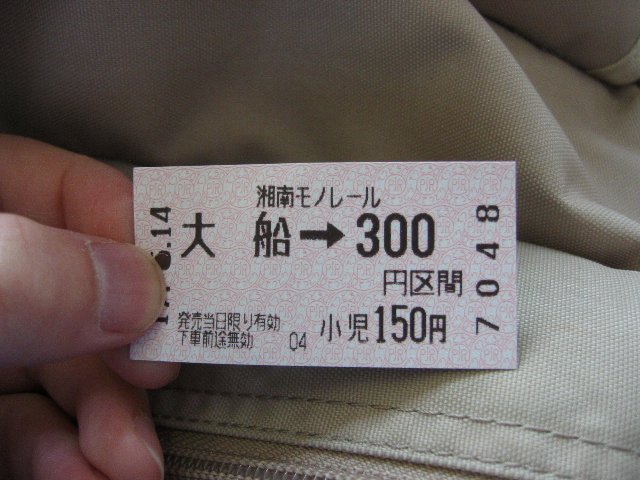 湘南モノレール
大船→300
円区間
発売当日限り有効
下車前途無効
04
小児150円
7048
.14